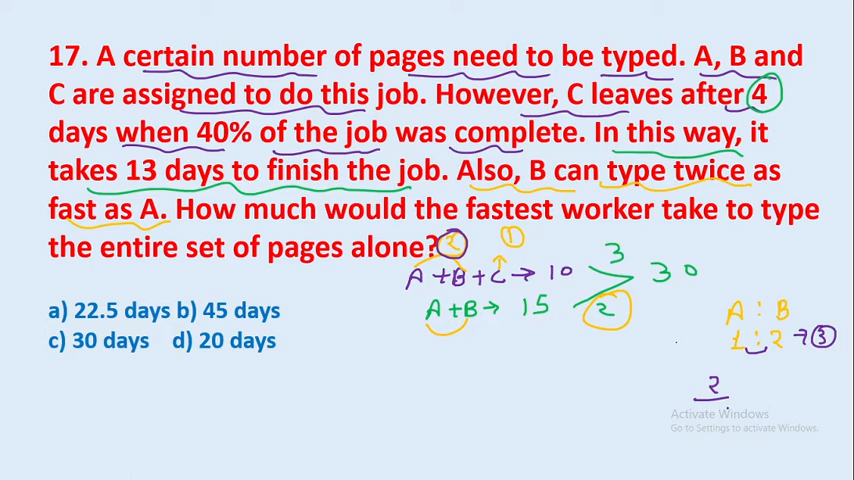 17. A certain number of pages need to be typed. A, B and
C are assigned to do this job. However, C leaves after 4
days when 40% of the job was complete. In this way, it
takes 13 days to finish the job. Also, B can type twice as
fast as A. How much would the fastest worker take to type
the entire set of pages alone?
2 1
A+B+C→10 3 30
A+B→ 15 2
a) 22.5 days b) 45 days
c) 30 days d) 20 days
A : B
1 : 2 → 3
2
Activate Windows
Go to Settings to activate Windows.